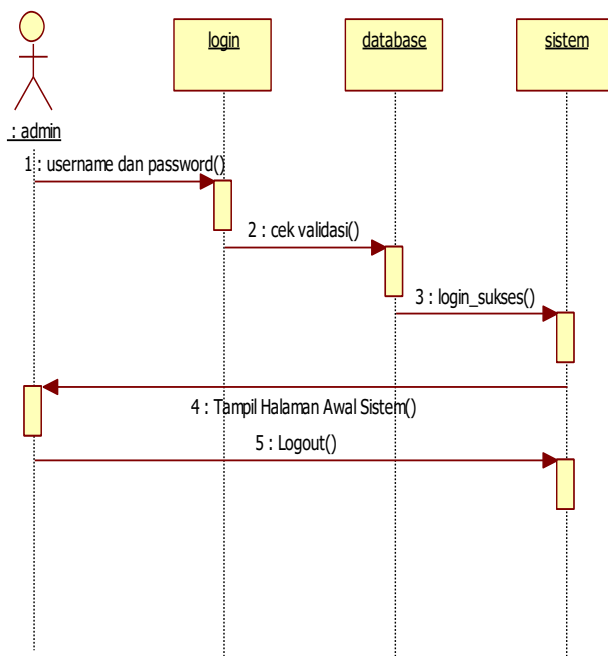 login
database
sistem
: admin
1 : username dan password()
2 : cek validasi()
3 : login_sukses()
4 : Tampil Halaman Awal Sistem()
5 : Logout()